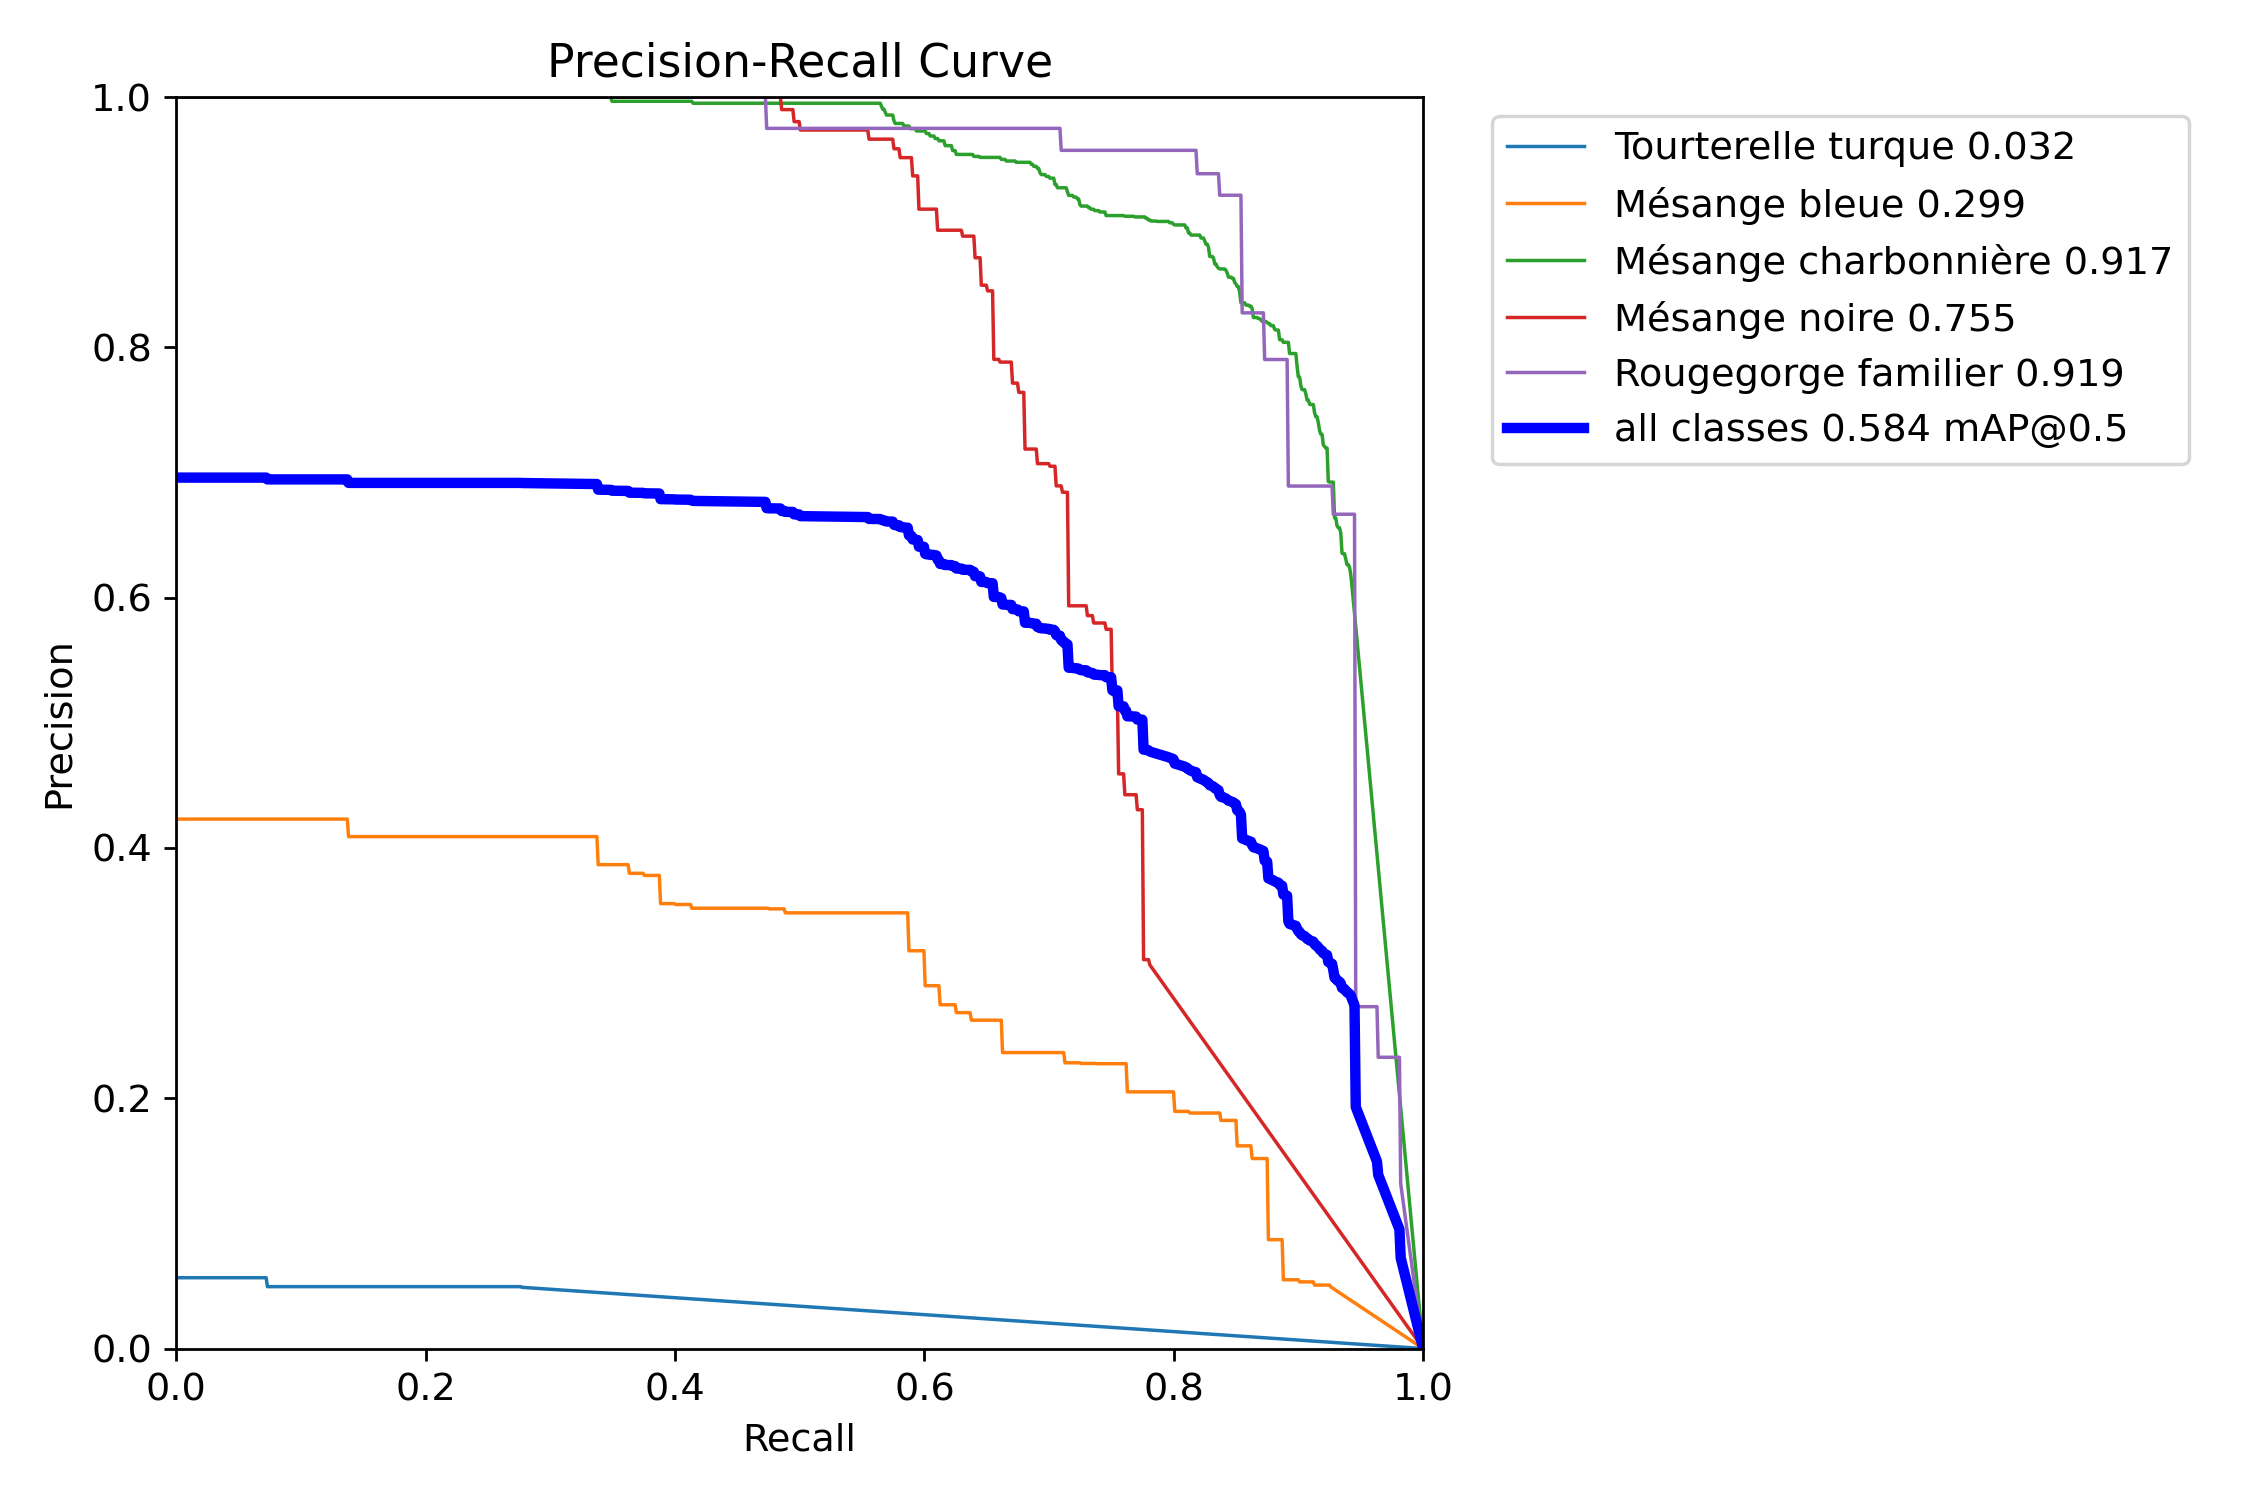 Precision-Recall Curve
1.0
0.8
0.6
0.4
0.2
0.0
Precision
0.0 0.2 0.4 0.6 0.8 1.0
Recall
Tourterelle turque 0.032
Mésange bleue 0.299
Mésange charbonnière 0.917
Mésange noire 0.755
Rougegorge familier 0.919
all classes 0.584 mAP@0.5